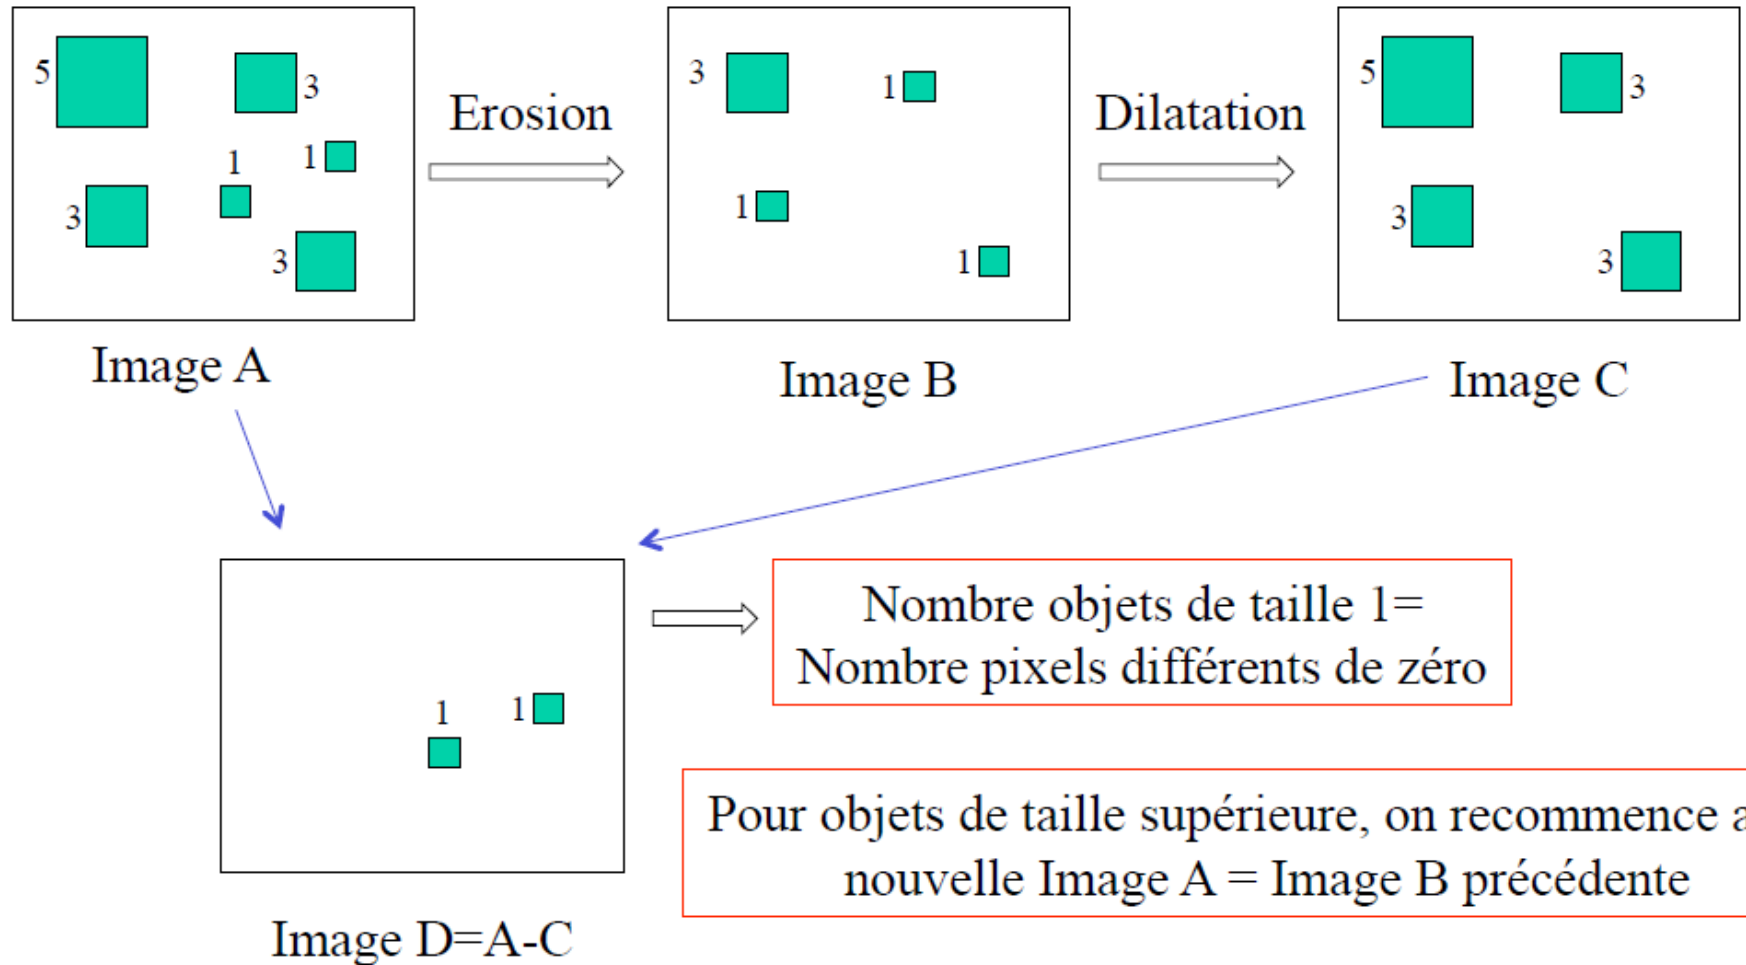 5
3
1
1
3
3
Erosion
3
1
1
1
Dilatation
5
3
3
3
Image A
Image B
Image C
1
1
Nombre objets de taille 1=
Nombre pixels différents de zéro
Pour objets de taille supérieure, on recommence
nouvelle Image A = Image B précédente
Image D=A-C